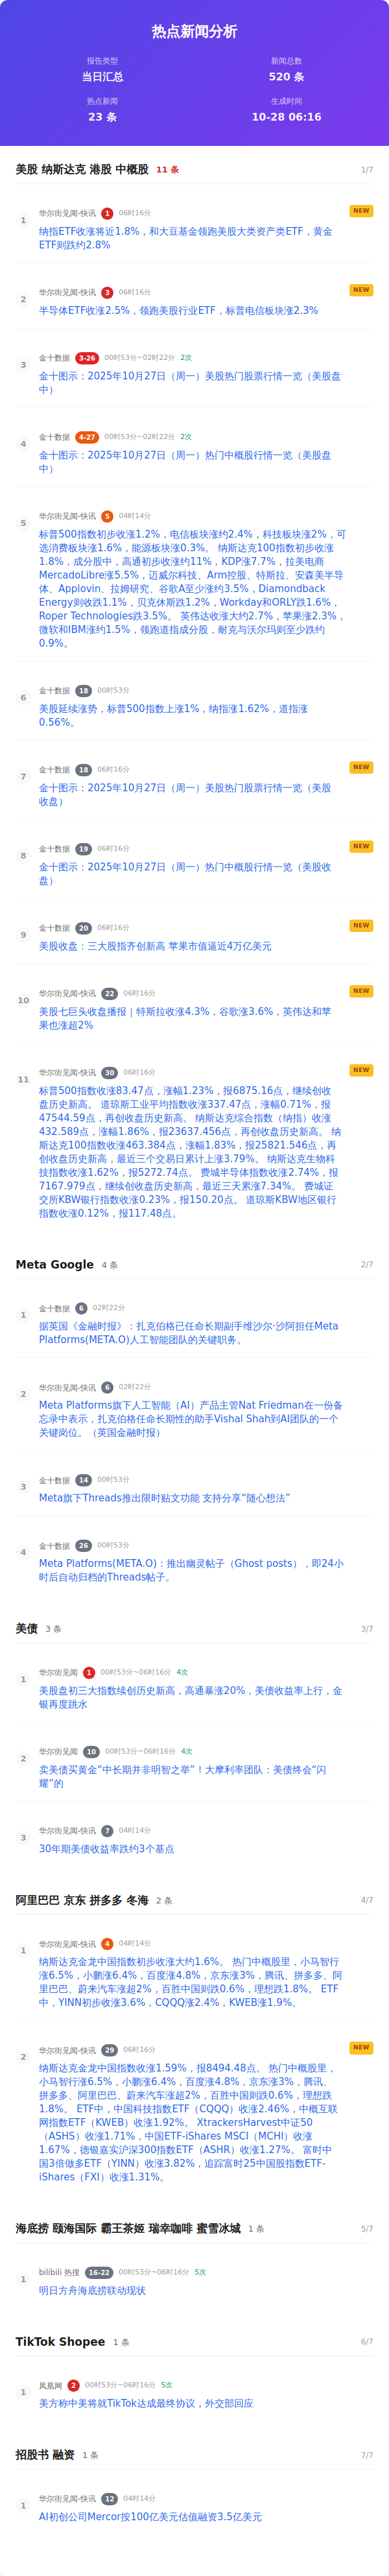 热点新闻分析
报告类型
当日汇总
新闻总数
520 条
热点新闻
23 条
生成时间
10-28 06:16
美股 纳斯达克 港股 中概股 11 条 1/7
1
华尔街见闻-快讯 1 06时16分 NEW
纳指ETF收涨将近1.8%，和大豆基金领跑美股大类资产类ETF，黄金
ETF则跌约2.8%
2
华尔街见闻-快讯 3 06时16分 NEW
半导体ETF收涨2.5%，领跑美股行业ETF，标普电信板块涨2.3%
3
金十数据 3-26 00时53分~02时22分 2次
金十图示：2025年10月27日（周一）美股热门股票行情一览（美股盘
中）
4
金十数据 4-27 00时53分~02时22分 2次
金十图示：2025年10月27日（周一）热门中概股行情一览（美股盘
中）
5
华尔街见闻-快讯 5 04时14分
标普500指数初步收涨1.2%，电信板块涨约2.4%，科技板块涨2%，可
选消费板块涨1.6%，能源板块涨0.3%。 纳斯达克100指数初步收涨
1.8%，成分股中，高通初步收涨约11%，KDP涨7.7%，拉美电商
MercadoLibre涨5.5%，迈威尔科技、Arm控股、特斯拉、安森美半导
体、Applovin、拉姆研究、谷歌A至少涨约3.5%，Diamondback
Energy则收跌1.1%，贝克休斯跌1.2%，Workday和ORLY跌1.6%，
Roper Technologies跌3.5%。 英伟达收涨大约2.7%，苹果涨2.3%，
微软和IBM涨约1.5%，领跑道指成分股，耐克与沃尔玛则至少跌约
0.9%。
6
金十数据 18 00时53分
美股延续涨势，标普500指数上涨1%，纳指涨1.62%，道指涨
0.56%。
7
金十数据 18 06时16分 NEW
金十图示：2025年10月27日（周一）美股热门股票行情一览（美股
收盘）
8
金十数据 19 06时16分 NEW
金十图示：2025年10月27日（周一）热门中概股行情一览（美股收
盘）
9
金十数据 20 06时16分 NEW
美股收盘：三大股指齐创新高 苹果市值逼近4万亿美元
10
华尔街见闻-快讯 22 06时16分 NEW
美股七巨头收盘播报｜特斯拉收涨4.3%，谷歌涨3.6%，英伟达和苹
果也涨超2%
11
华尔街见闻-快讯 30 06时16分 NEW
标普500指数收涨83.47点，涨幅1.23%，报6875.16点，继续创收
盘历史新高。 道琼斯工业平均指数收涨337.47点，涨幅0.71%，报
47544.59点，再创收盘历史新高。 纳斯达克综合指数（纳指）收涨
432.589点，涨幅1.86%，报23637.456点，再创收盘历史新高。 纳
斯达克100指数收涨463.384点，涨幅1.83%，报25821.546点，再
创收盘历史新高，最近三个交易日累计上涨3.79%。 纳斯达克生物科
技指数收涨1.62%，报5272.74点。 费城半导体指数收涨2.74%，报
7167.979点，继续创收盘历史新高，最近三天累涨7.34%。 费城证
交所KBW银行指数收涨0.23%，报150.20点。 道琼斯KBW地区银行
指数收涨0.12%，报117.48点。
Meta Google 4 条 2/7
1
金十数据 6 02时22分
据英国《金融时报》：扎克伯格已任命长期副手维沙尔·沙阿担任Meta
Platforms(META.O)人工智能团队的关键职务。
2
华尔街见闻-快讯 6 02时22分
Meta Platforms旗下人工智能（AI）产品主管Nat Friedman在一份备
忘录中表示，扎克伯格任命长期性的助手Vishal Shah到AI团队的一个
关键岗位。（英国金融时报）
3
金十数据 14 00时53分
Meta旗下Threads推出限时贴文功能 支持分享“随心想法”
4
金十数据 26 00时53分
Meta Platforms(META.O)：推出幽灵帖子（Ghost posts），即24小
时后自动归档的Threads帖子。
美债 3 条 3/7
1
华尔街见闻 1 00时53分~06时16分 4次
美股盘初三大指数续创历史新高，高通暴涨20%，美债收益率上行，金
银再度跳水
2
华尔街见闻 10 00时53分~06时16分 4次
卖美债买黄金“中长期并非明智之举”！大摩利率团队：美债终会“闪
耀”的
3
华尔街见闻-快讯 7 04时14分
30年期美债收益率跌约3个基点
阿里巴巴 京东 拼多多 冬海 2 条 4/7
1
华尔街见闻-快讯 4 04时14分
纳斯达克金龙中国指数初步收涨大约1.6%。 热门中概股里，小马智行
涨6.5%，小鹏涨6.4%，百度涨4.8%，京东涨3%，腾讯、拼多多、阿
里巴巴、蔚来汽车涨超2%，百胜中国则跌0.6%，理想跌1.8%。 ETF
中，YINN初步收涨3.6%，CQQQ涨2.4%，KWEB涨1.9%。
2
华尔街见闻-快讯 29 06时16分 NEW
纳斯达克金龙中国指数收涨1.59%，报8494.48点。 热门中概股里，
小马智行收涨6.5%，小鹏涨6.4%，百度涨4.8%，京东涨3%，腾讯、
拼多多、阿里巴巴、蔚来汽车涨超2%，百胜中国则跌0.6%，理想跌
1.8%。 ETF中，中国科技指数ETF（CQQQ）收涨2.46%，中概互联
网指数ETF（KWEB）收涨1.92%。 XtrackersHarvest中证50
（ASHS）收涨1.71%，中国ETF-iShares MSCI（MCHI）收涨
1.67%，德银嘉实沪深300指数ETF（ASHR）收涨1.27%。 富时中
国3倍做多ETF（YINN）收涨3.82%，追踪富时25中国股指数ETF-
iShares（FXI）收涨1.31%。
海底捞 颐海国际 霸王茶姬 瑞幸咖啡 蜜雪冰城 1 条 5/7
1
bilibili 热搜 16-22 00时53分~06时16分 5次
明日方舟海底捞联动现状
TikTok Shopee 1 条 6/7
1
凤凰网 2 00时53分~06时16分 5次
美方称中美将就TikTok达成最终协议，外交部回应
招股书 融资 1 条 7/7
1
华尔街见闻-快讯 12 04时14分
AI初创公司Mercor按100亿美元估值融资3.5亿美元